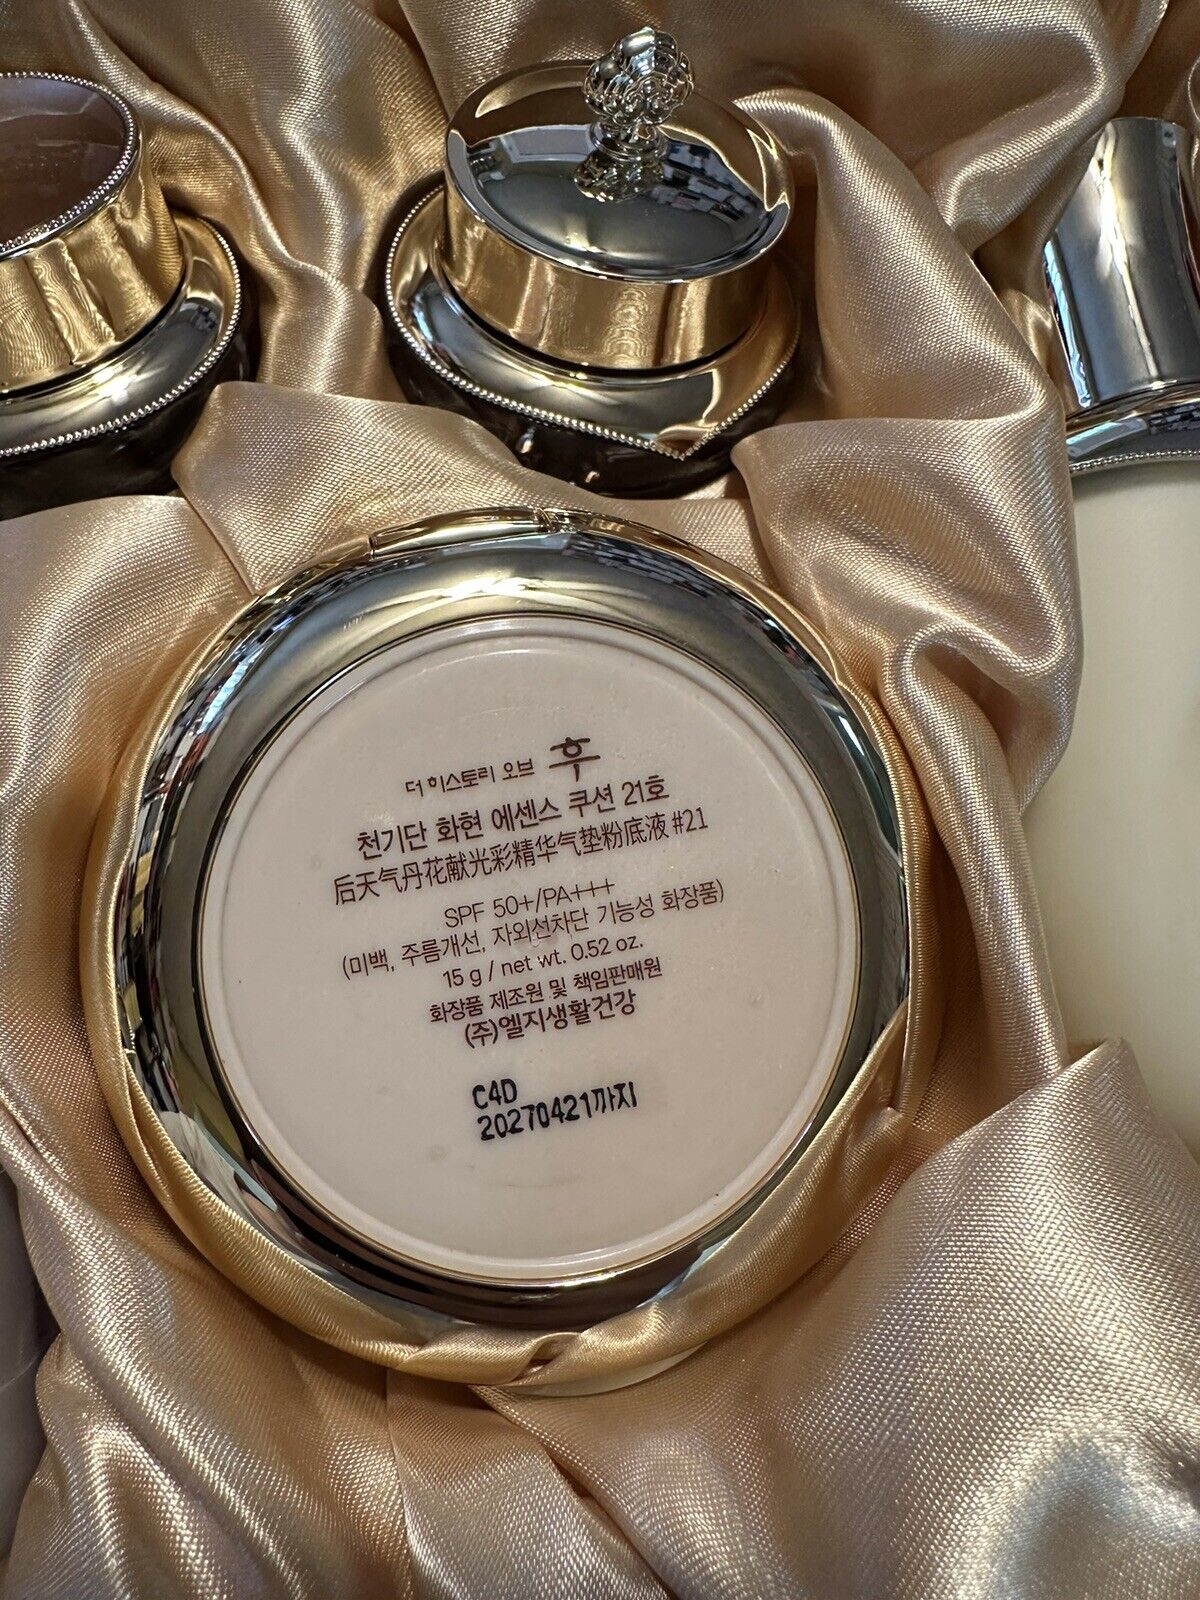 더 히스토리 오브 후
천기단 화현 에센스 쿠션 21호
后天气丹花献光彩精华气垫粉底液 #21
SPF 50+/PA+++
(미백, 주름개선, 자외선차단 기능성 화장품)
15 g / net wt. 0.52 oz.
화장품 제조원 및 책임판매원
(주)엘지생활건강
C4D
20270421까지